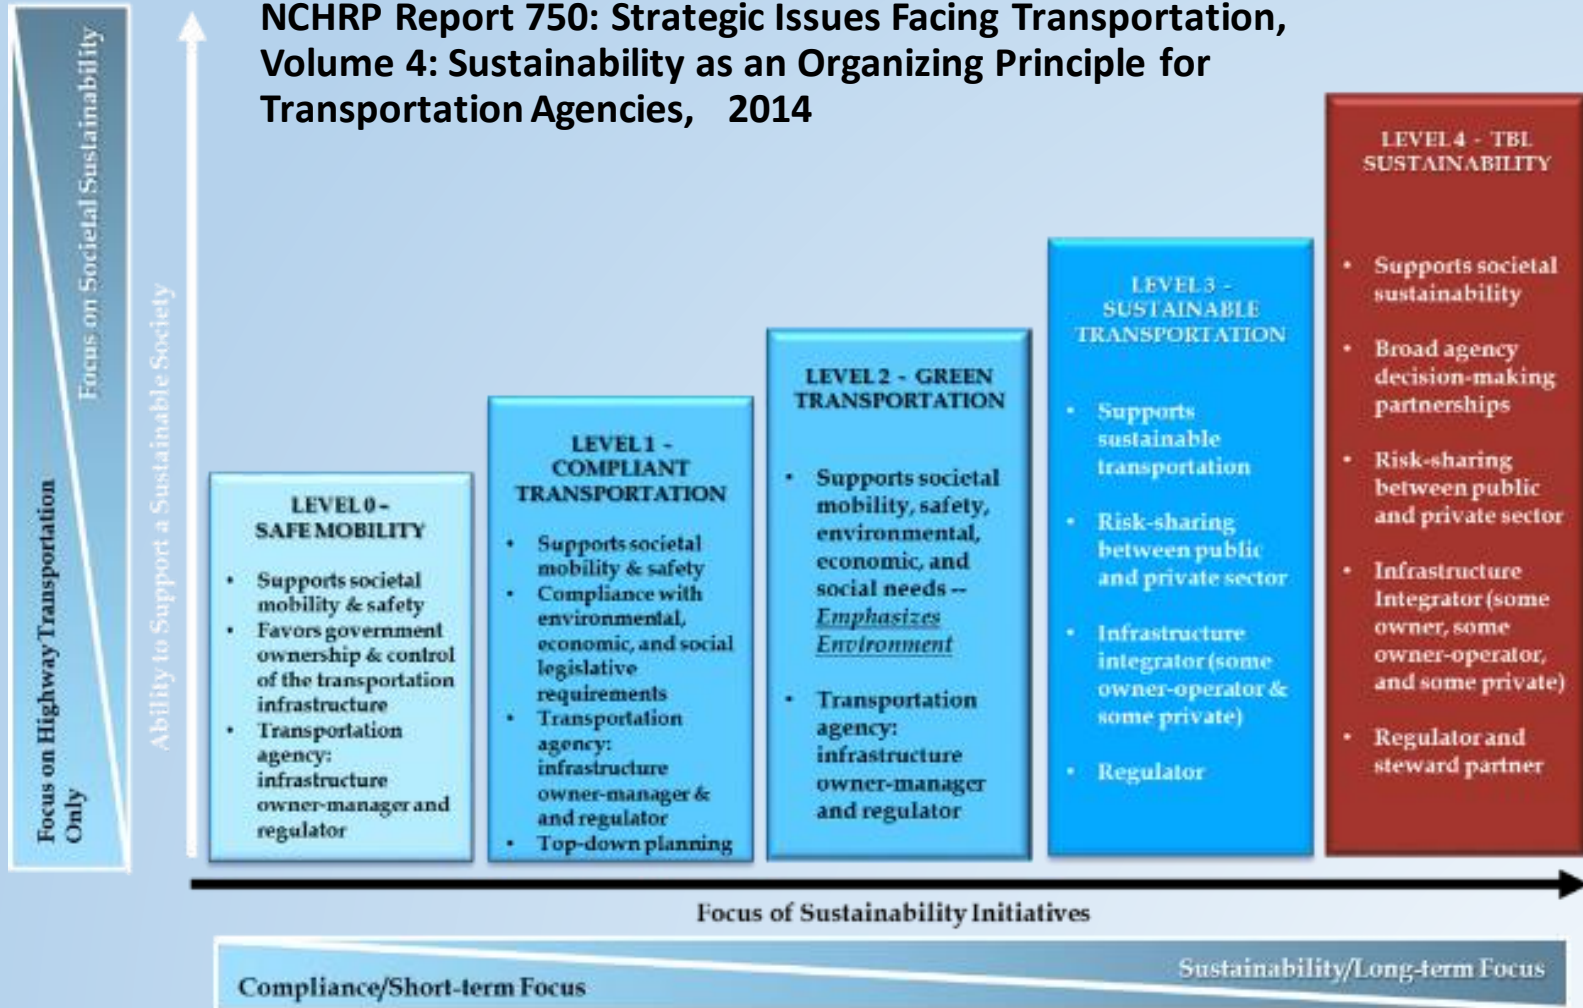 NCHRP Report 750: Strategic Issues Facing Transportation,
Volume 4: Sustainability as an Organizing Principle for
Transportation Agencies, 2014
Focus on Societal Sustainability
Focus on Highway Transportation
Only
Ability to Support a Sustainable Society
LEVEL 0 –
SAFE MOBILITY
• Supports societal
mobility & safety
• Favors government
ownership & control
of the transportation
infrastructure
• Transportation
agency:
infrastructure
owner-manager and
regulator
LEVEL 1 -
COMPLIANT
TRANSPORTATION
• Supports societal
mobility & safety
• Compliance with
environmental,
economic, and social
legislative
requirements
• Transportation
agency:
infrastructure
owner-manager &
and regulator
• Top-down planning
LEVEL 2 - GREEN
TRANSPORTATION
• Supports societal
mobility, safety,
environmental,
economic, and
social needs --
Emphasizes
Environment
• Transportation
agency:
infrastructure
owner-manager
and regulator
LEVEL 3 -
SUSTAINABLE
TRANSPORTATION
• Supports
sustainable
transportation
• Risk-sharing
between public
and private sector
• Infrastructure
integrator (some
owner-operator &
some private)
• Regulator
LEVEL 4 - TBL
SUSTAINABILITY
• Supports societal
sustainability
• Broad agency
decision-making
partnerships
• Risk-sharing
between public
and private sector
• Infrastructure
Integrator (some
owner, some
owner-operator,
and some private)
• Regulator and
steward partner
Focus of Sustainability Initiatives
Compliance/Short-term Focus
Sustainability/Long-term Focus